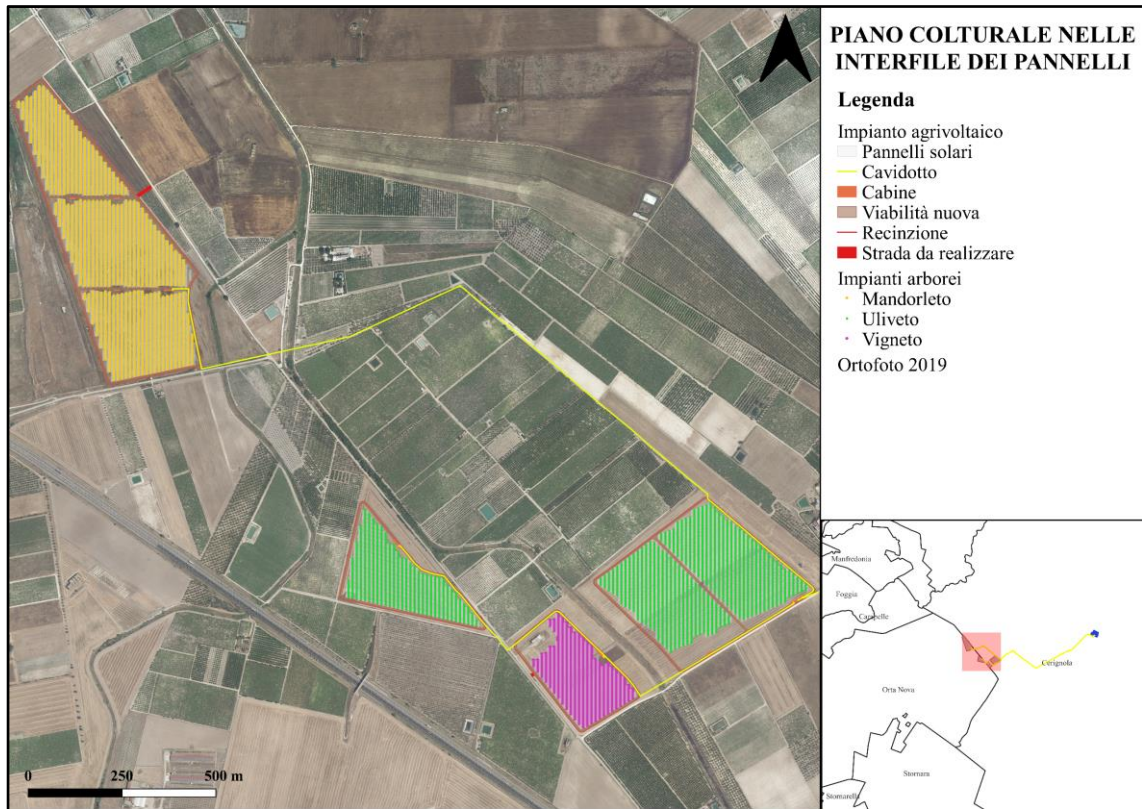 PIANO COLTURALE NELLE
INTERFILE DEI PANNELLI
Legenda
Impianto agrivoltaico
Pannelli solari
Cavidotto
Cabine
Viabilità nuova
Recinzione
Strada da realizzare
Impianti arborei
Mandorleto
Uliveto
Vigneto
Ortofoto 2019
0 250 500 m
Manfredonia
Foggia
Carapelle
Cerignola
Orta Nova
Stornara
Stornarella